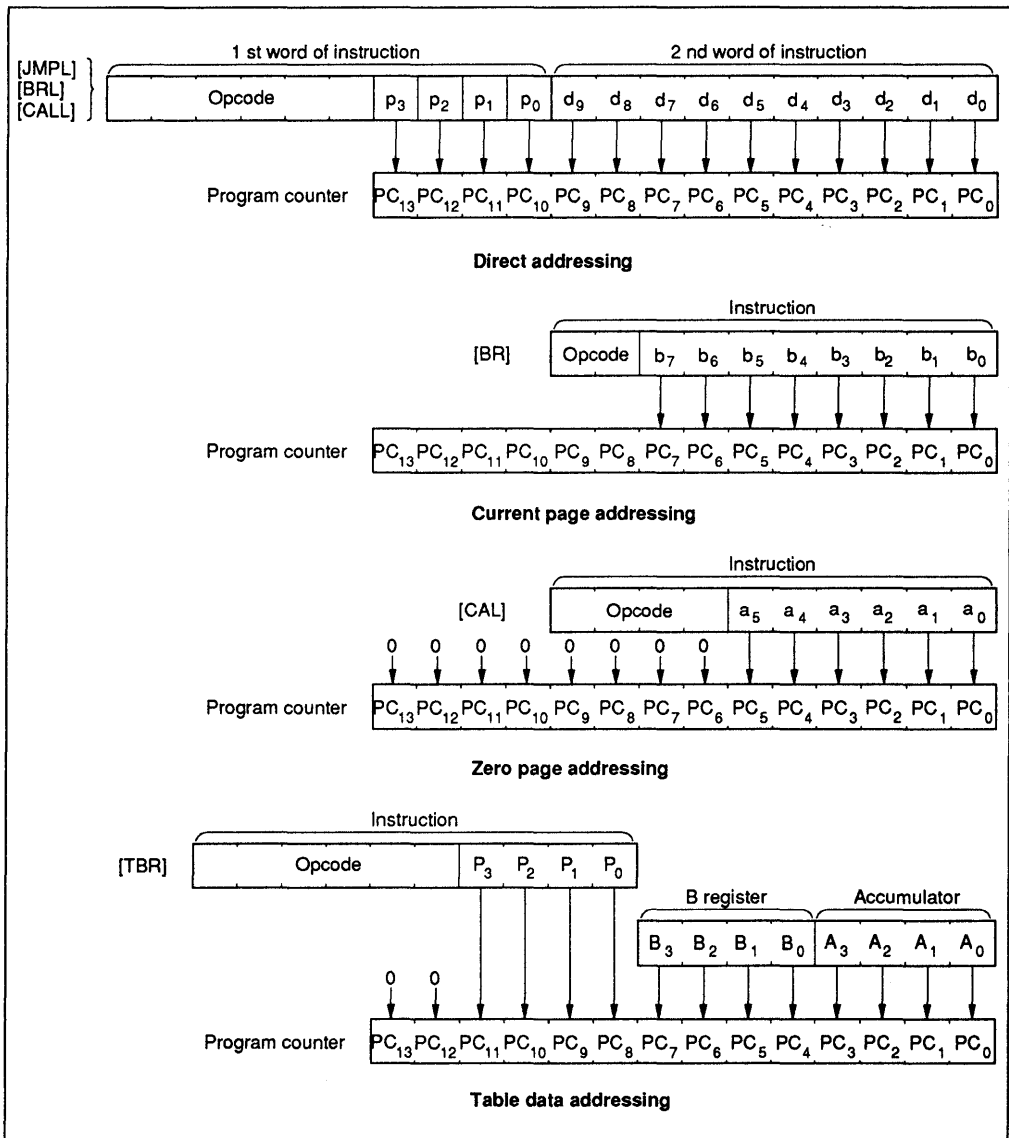 1 st word of instruction 2 nd word of instruction
[JMPL]
[BRL]
[CALL]
Opcode p3 p2 p1 p0 d9 d8 d7 d6 d5 d4 d3 d2 d1 d0
Program counter PC13 PC12 PC11 PC10 PC9 PC8 PC7 PC6 PC5 PC4 PC3 PC2 PC1 PC0
Direct addressing
Instruction
[BR] Opcode b7 b6 b5 b4 b3 b2 b1 b0
Program counter PC13 PC12 PC11 PC10 PC9 PC8 PC7 PC6 PC5 PC4 PC3 PC2 PC1 PC0
Current page addressing
Instruction
[CAL] Opcode a5 a4 a3 a2 a1 a0
0 0 0 0 0 0 0 0
Program counter PC13 PC12 PC11 PC10 PC9 PC8 PC7 PC6 PC5 PC4 PC3 PC2 PC1 PC0
Zero page addressing
Instruction
[TBR] Opcode P3 P2 P1 P0
B register Accumulator
B3 B2 B1 B0 A3 A2 A1 A0
0 0
Program counter PC13 PC12 PC11 PC10 PC9 PC8 PC7 PC6 PC5 PC4 PC3 PC2 PC1 PC0
Table data addressing